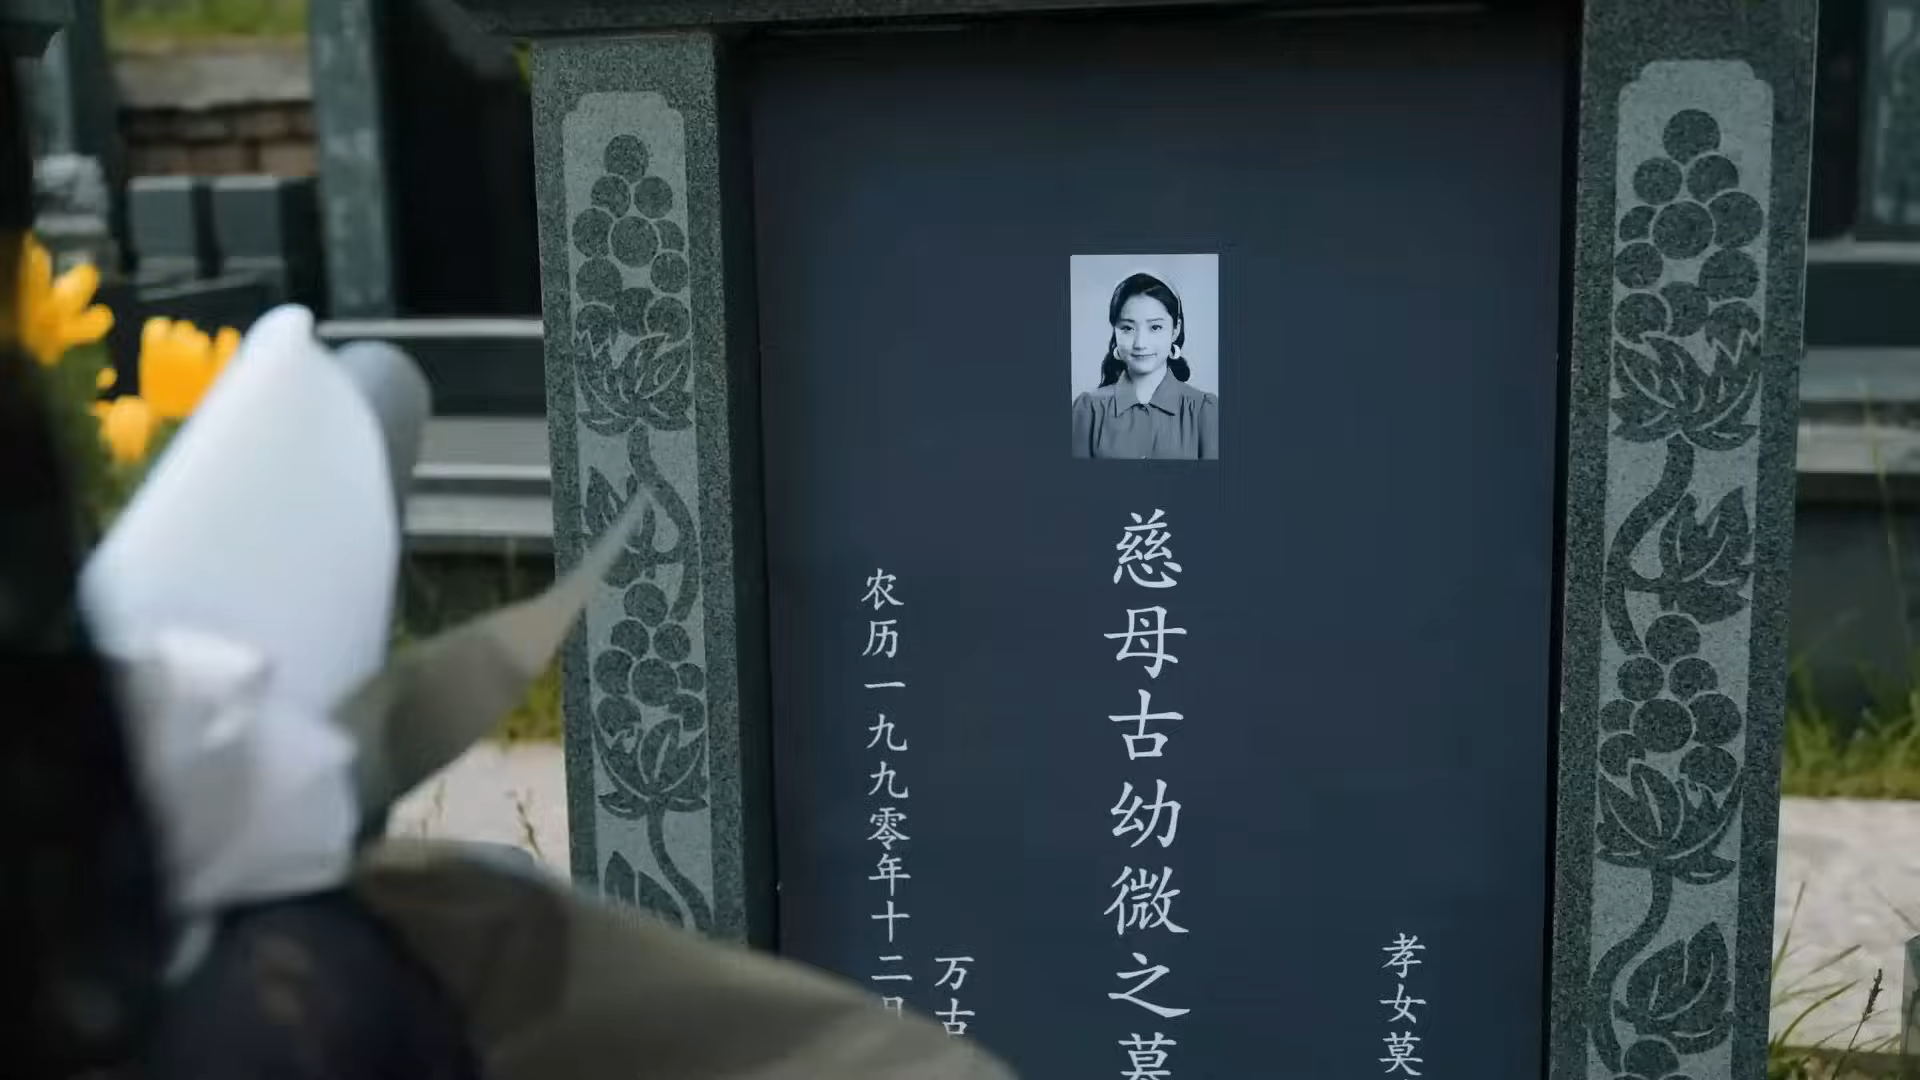 慈母古幼微之墓
农历一九九零年十二月
万古
孝女莫